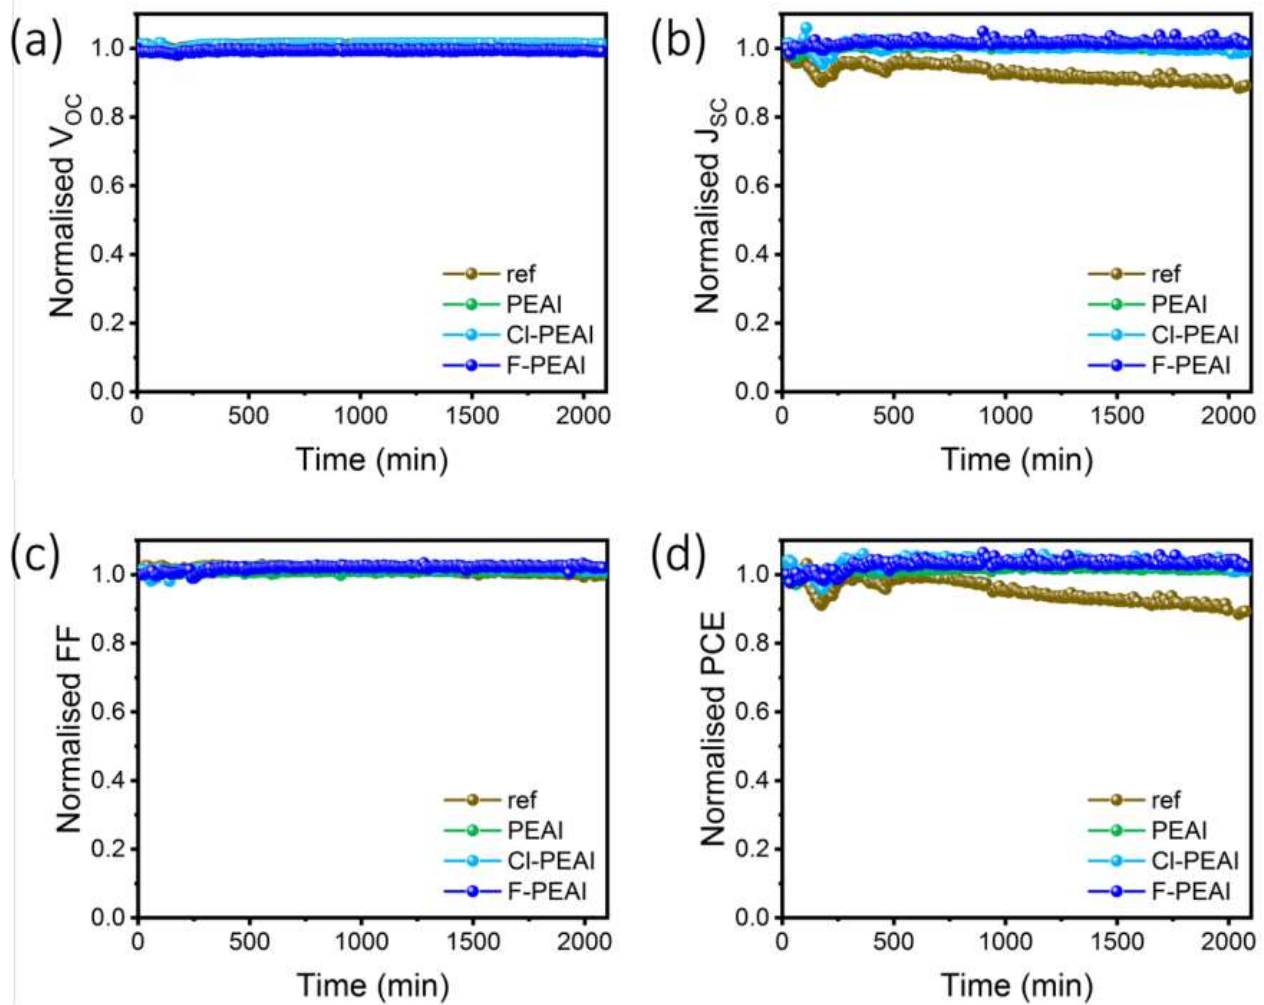 (a)
Normalised V_OC
1.0
0.8
0.6
0.4
0.2
0.0
ref
PEAI
Cl-PEAI
F-PEAI
0 500 1000 1500 2000
Time (min)
(b)
Normalised J_SC
1.0
0.8
0.6
0.4
0.2
0.0
ref
PEAI
Cl-PEAI
F-PEAI
0 500 1000 1500 2000
Time (min)
(c)
Normalised FF
1.0
0.8
0.6
0.4
0.2
0.0
ref
PEAI
Cl-PEAI
F-PEAI
0 500 1000 1500 2000
Time (min)
(d)
Normalised PCE
1.0
0.8
0.6
0.4
0.2
0.0
ref
PEAI
Cl-PEAI
F-PEAI
0 500 1000 1500 2000
Time (min)